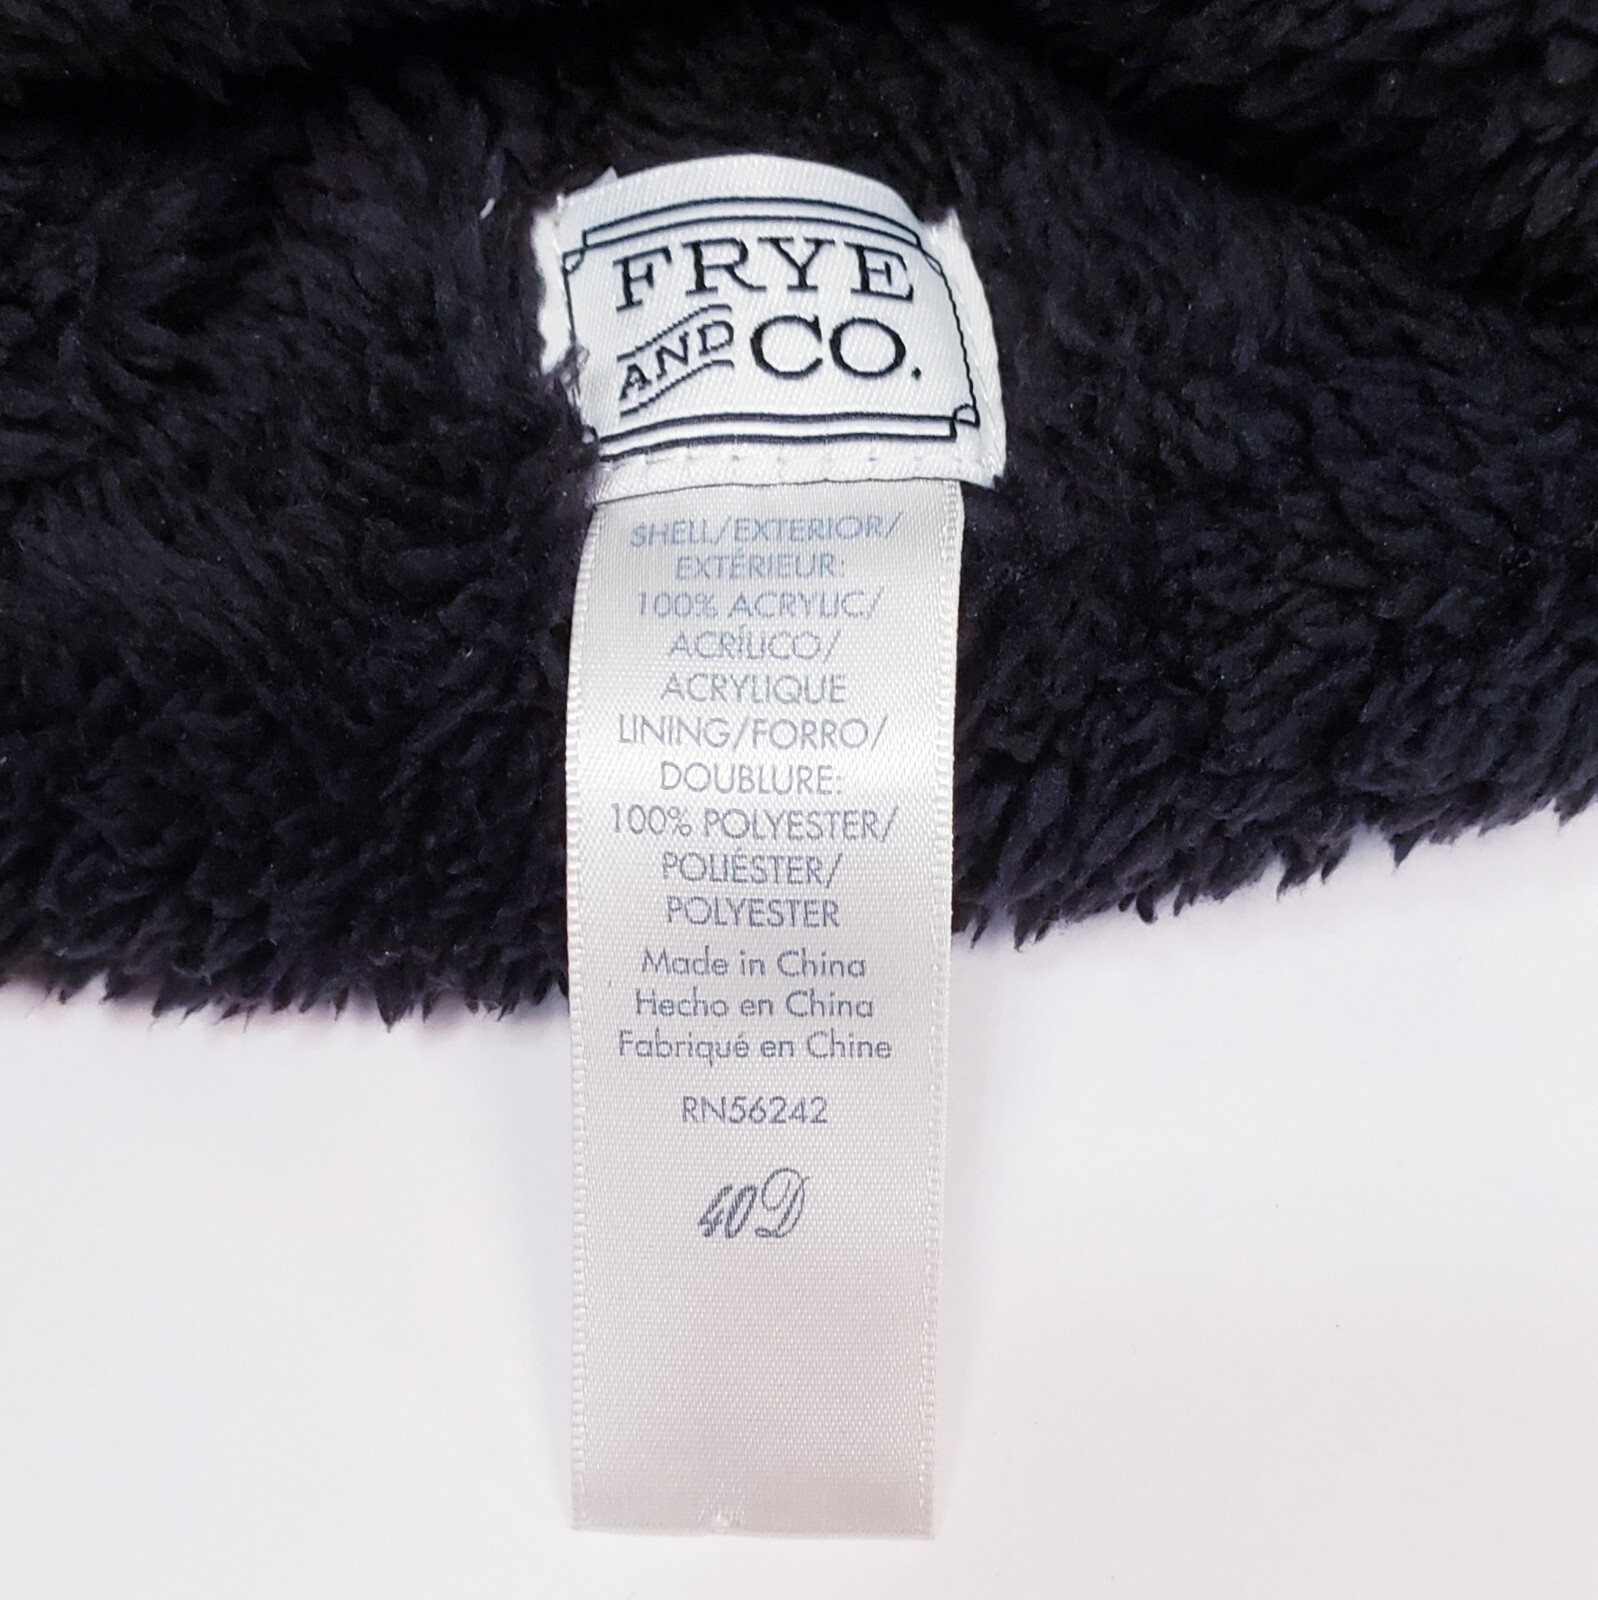 FRYE
AND CO.
SHELL/EXTERIOR/
EXTÉRIEUR:
100% ACRYLIC/
ACRÍLICO/
ACRYLIQUE
LINING/FORRO/
DOUBLURE:
100% POLYESTER/
POLIÉSTER/
POLYESTER
Made in China
Hecho en China
Fabriqué en Chine
RN56242
40D